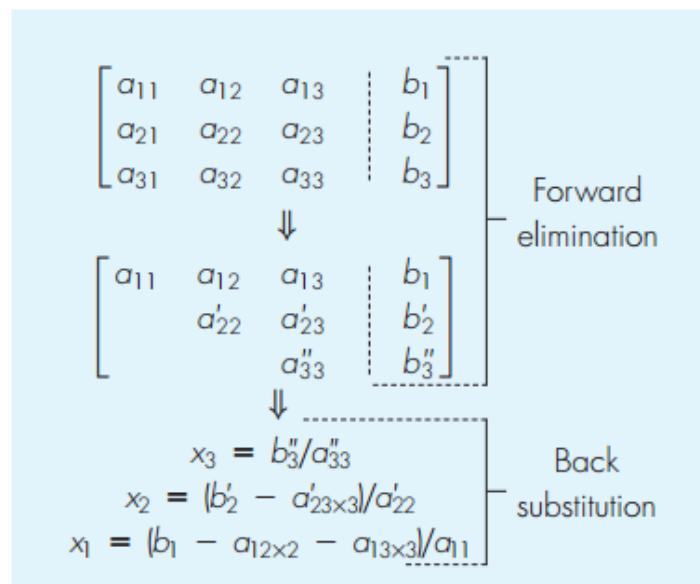 a₁₁ a₁₂ a₁₃ b₁
a₂₁ a₂₂ a₂₃ b₂
a₃₁ a₃₂ a₃₃ b₃
Forward
elimination
⇓
a₁₁ a₁₂ a₁₃ b₁
a′₂₂ a′₂₃ b′₂
a″₃₃ b″₃
⇓
x₃ = b″₃/a″₃₃
x₂ = (b′₂ − a′₂₃ₓ₃)/a′₂₂
x₁ = (b₁ − a₁₂ₓ₂ − a₁₃ₓ₃)/a₁₁
Back
substitution